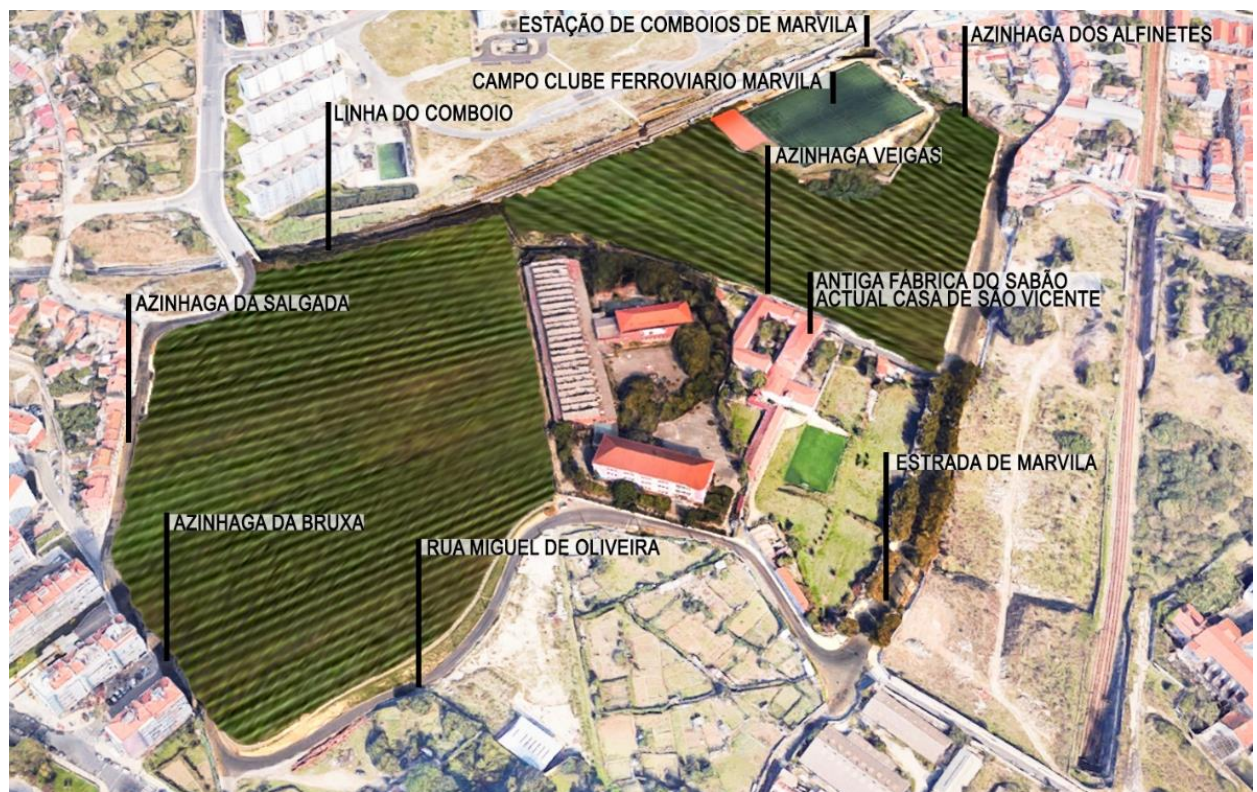 ESTAÇÃO DE COMBOIOS DE MARVILA
AZINHAGA DOS ALFINETES
CAMPO CLUBE FERROVIARIO MARVILA
LINHA DO COMBOIO
AZINHAGA VEIGAS
ANTIGA FÁBRICA DO SABÃO
ACTUAL CASA DE SÃO VICENTE
AZINHAGA DA SALGADA
ESTRADA DE MARVILA
AZINHAGA DA BRUXA
RUA MIGUEL DE OLIVEIRA